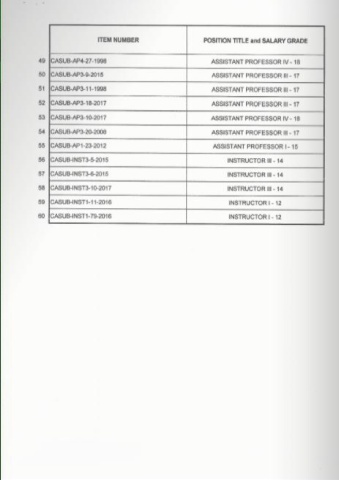 ITEM NUMBER POSITION TITLE and SALARY GRADE
49 CASUB-AP4-27-1998 ASSISTANT PROFESSOR IV - 18
50 CASUB-AP3-9-2015 ASSISTANT PROFESSOR III - 17
51 CASUB-AP3-11-1998 ASSISTANT PROFESSOR III - 17
52 CASUB-AP3-18-2017 ASSISTANT PROFESSOR III - 17
53 CASUB-AP3-16-2017 ASSISTANT PROFESSOR IV - 18
54 CASUB-AP3-20-2008 ASSISTANT PROFESSOR III - 17
55 CASUB-AP1-23-2012 ASSISTANT PROFESSOR I - 15
56 CASUB-INST3-5-2015 INSTRUCTOR III - 14
57 CASUB-INST3-6-2015 INSTRUCTOR III - 14
58 CASUB-INST3-10-2017 INSTRUCTOR III - 14
59 CASUB-INST1-11-2016 INSTRUCTOR I - 12
60 CASUB-INST1-79-2016 INSTRUCTOR I - 12